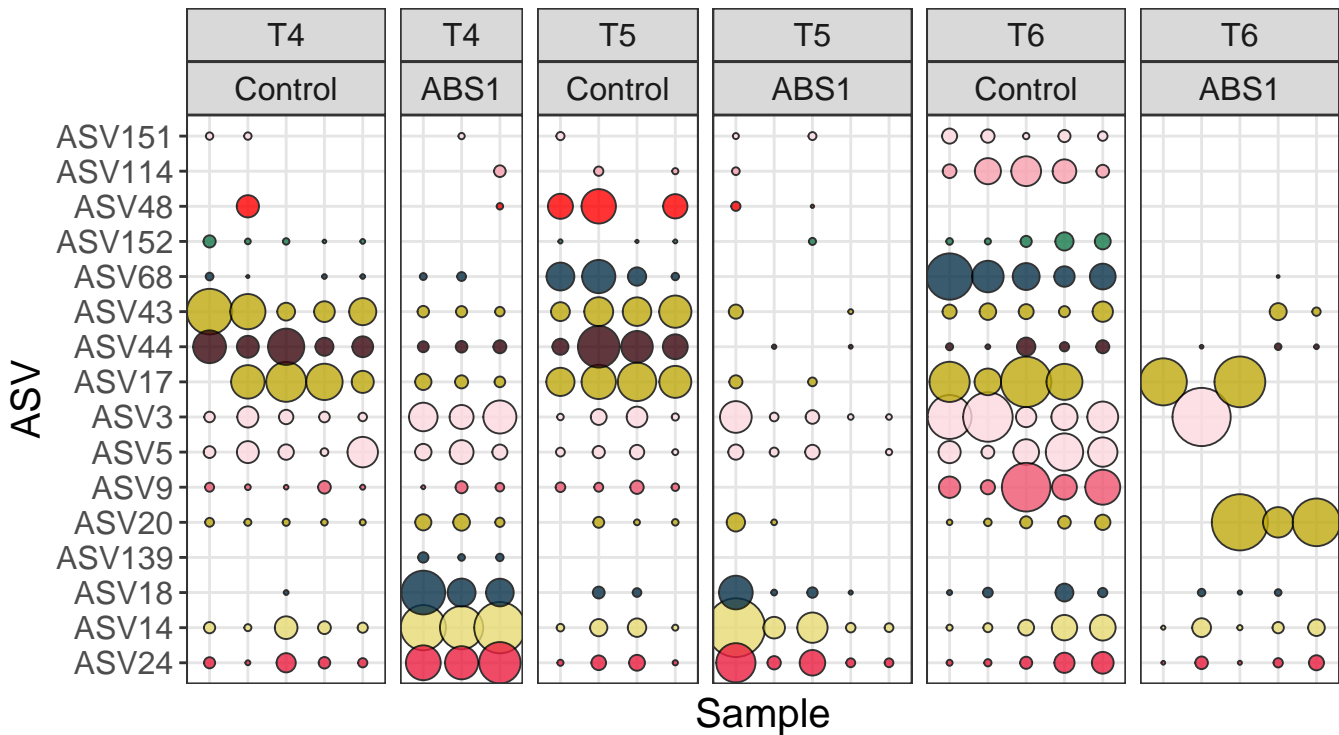 T4 T4 T5 T5 T6 T6
Control ABS1 Control ABS1 Control ABS1
ASV151
ASV114
ASV48
ASV152
ASV68
ASV43
ASV44
ASV17
ASV3
ASV5
ASV9
ASV20
ASV139
ASV18
ASV14
ASV24
ASV
Sample